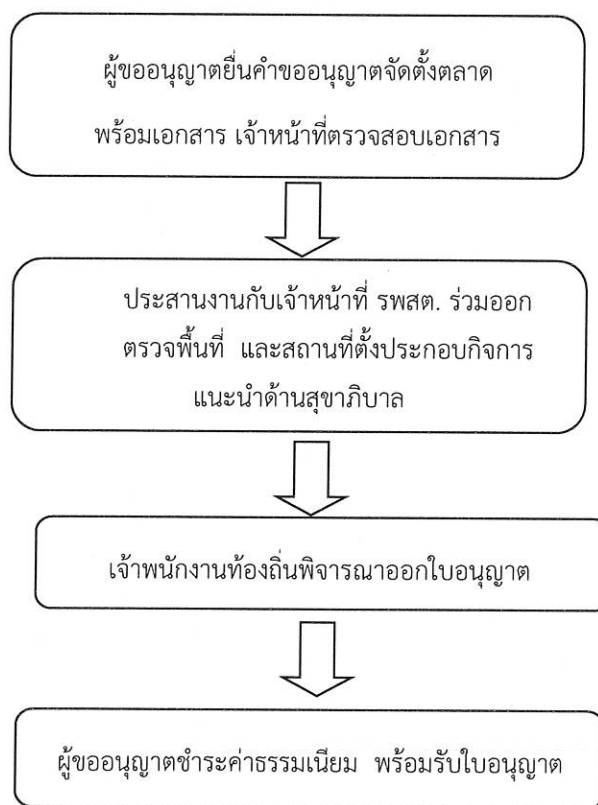 ผู้ขออนุญาตยื่นคำขออนุญาตจัดตั้งตลาด
พร้อมเอกสาร เจ้าหน้าที่ตรวจสอบเอกสาร
ประสานงานกับเจ้าหน้าที่ รพสต. ร่วมออก
ตรวจพื้นที่ และสถานที่ตั้งประกอบกิจการ
แนะนำด้านสุขาภิบาล
เจ้าพนักงานท้องถิ่นพิจารณาออกใบอนุญาต
ผู้ขออนุญาตชำระค่าธรรมเนียม พร้อมรับใบอนุญาต